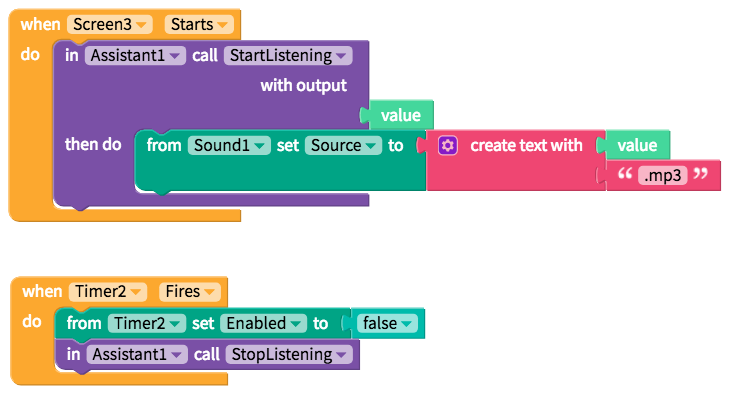 when Screen3 Starts
do in Assistant1 call StartListening
with output
value
then do from Sound1 set Source to create text with value
“ .mp3 ”
when Timer2 Fires
do from Timer2 set Enabled to false
in Assistant1 call StopListening